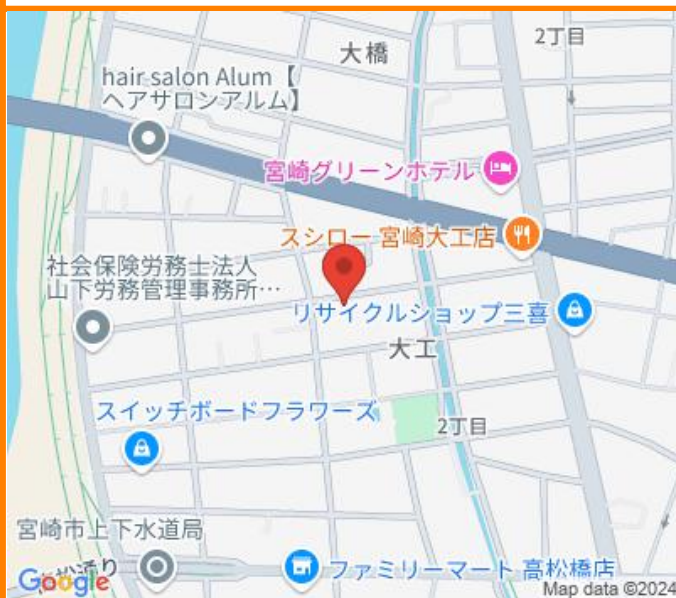 大橋
2丁目
hair salon Alum【
ヘアサロンアルム】
宮崎グリーンホテル
スシロー 宮崎大工店
社会保険労務士法人
山下労務管理事務所…
リサイクルショップ三喜
大工
スイッチボードフラワーズ
2丁目
宮崎市上下水道局
松通り
ファミリーマート 高松橋店
Google
Map data ©2024